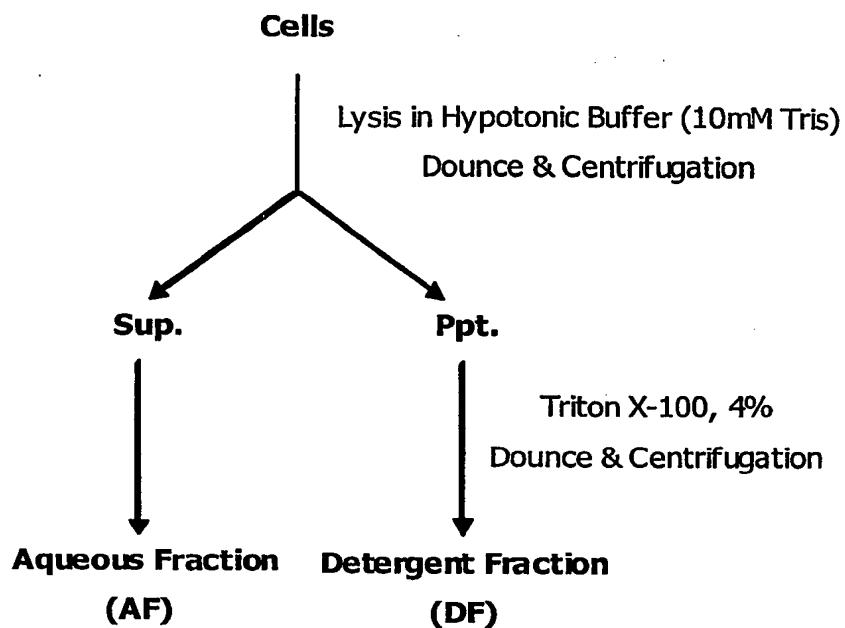 Cells
Lysis in Hypotonic Buffer (10mM Tris)
Dounce & Centrifugation
Sup.
Ppt.
Triton X-100, 4%
Dounce & Centrifugation
Aqueous Fraction
(AF)
Detergent Fraction
(DF)